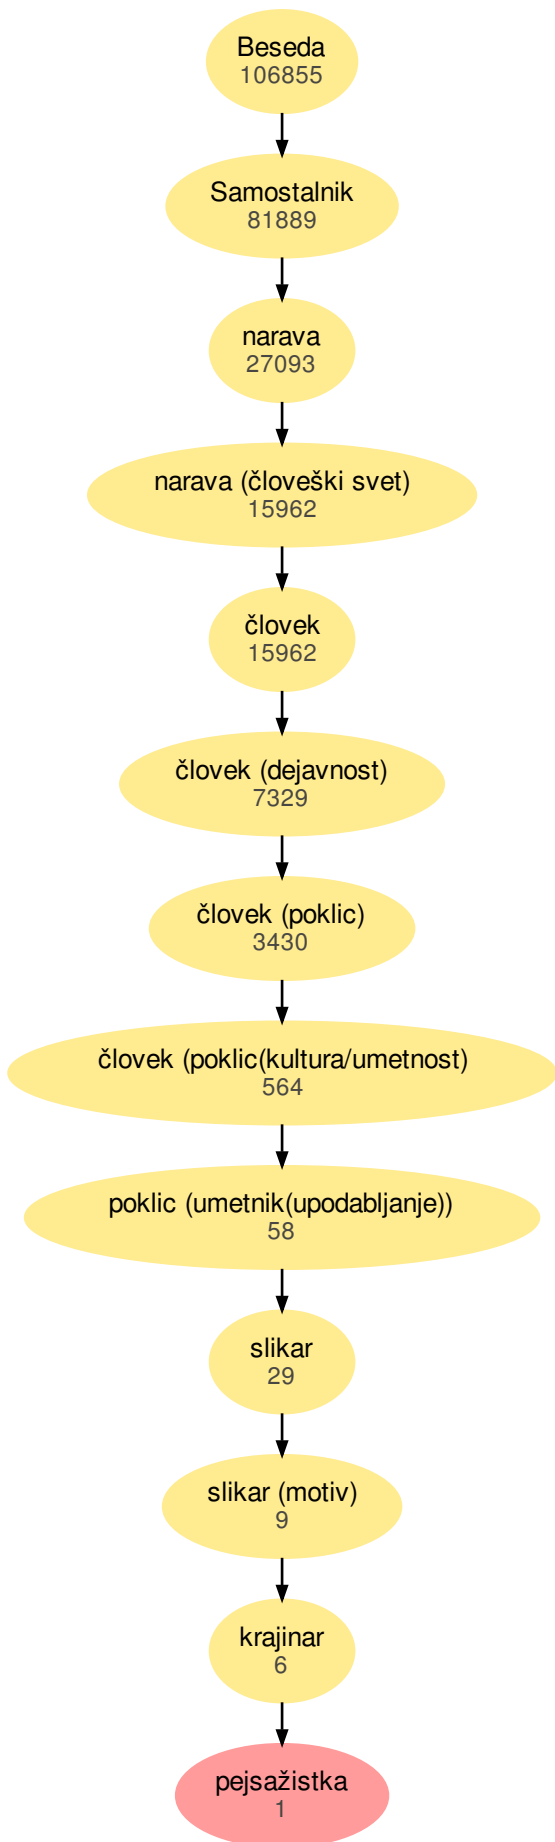 Beseda
106855
Samostalnik
81889
narava
27093
narava (človeški svet)
15962
človek
15962
človek (dejavnost)
7329
človek (poklic)
3430
človek (poklic(kultura/umetnost)
564
poklic (umetnik(upodabljanje))
58
slikar
29
slikar (motiv)
9
krajinar
6
pejsažistka
1